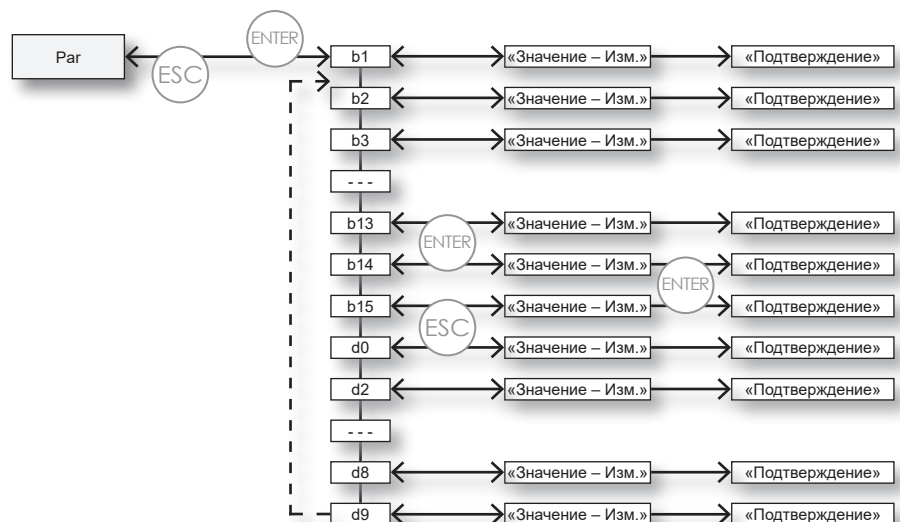 ENTER
Par
ESC
b1 «Значение – Изм.» «Подтверждение»
b2 «Значение – Изм.» «Подтверждение»
b3 «Значение – Изм.» «Подтверждение»
- - -
b13 «Значение – Изм.» «Подтверждение»
ENTER
b14 «Значение – Изм.» «Подтверждение»
ENTER
b15 «Значение – Изм.» «Подтверждение»
ESC
d0 «Значение – Изм.» «Подтверждение»
d2 «Значение – Изм.» «Подтверждение»
- - -
d8 «Значение – Изм.» «Подтверждение»
d9 «Значение – Изм.» «Подтверждение»